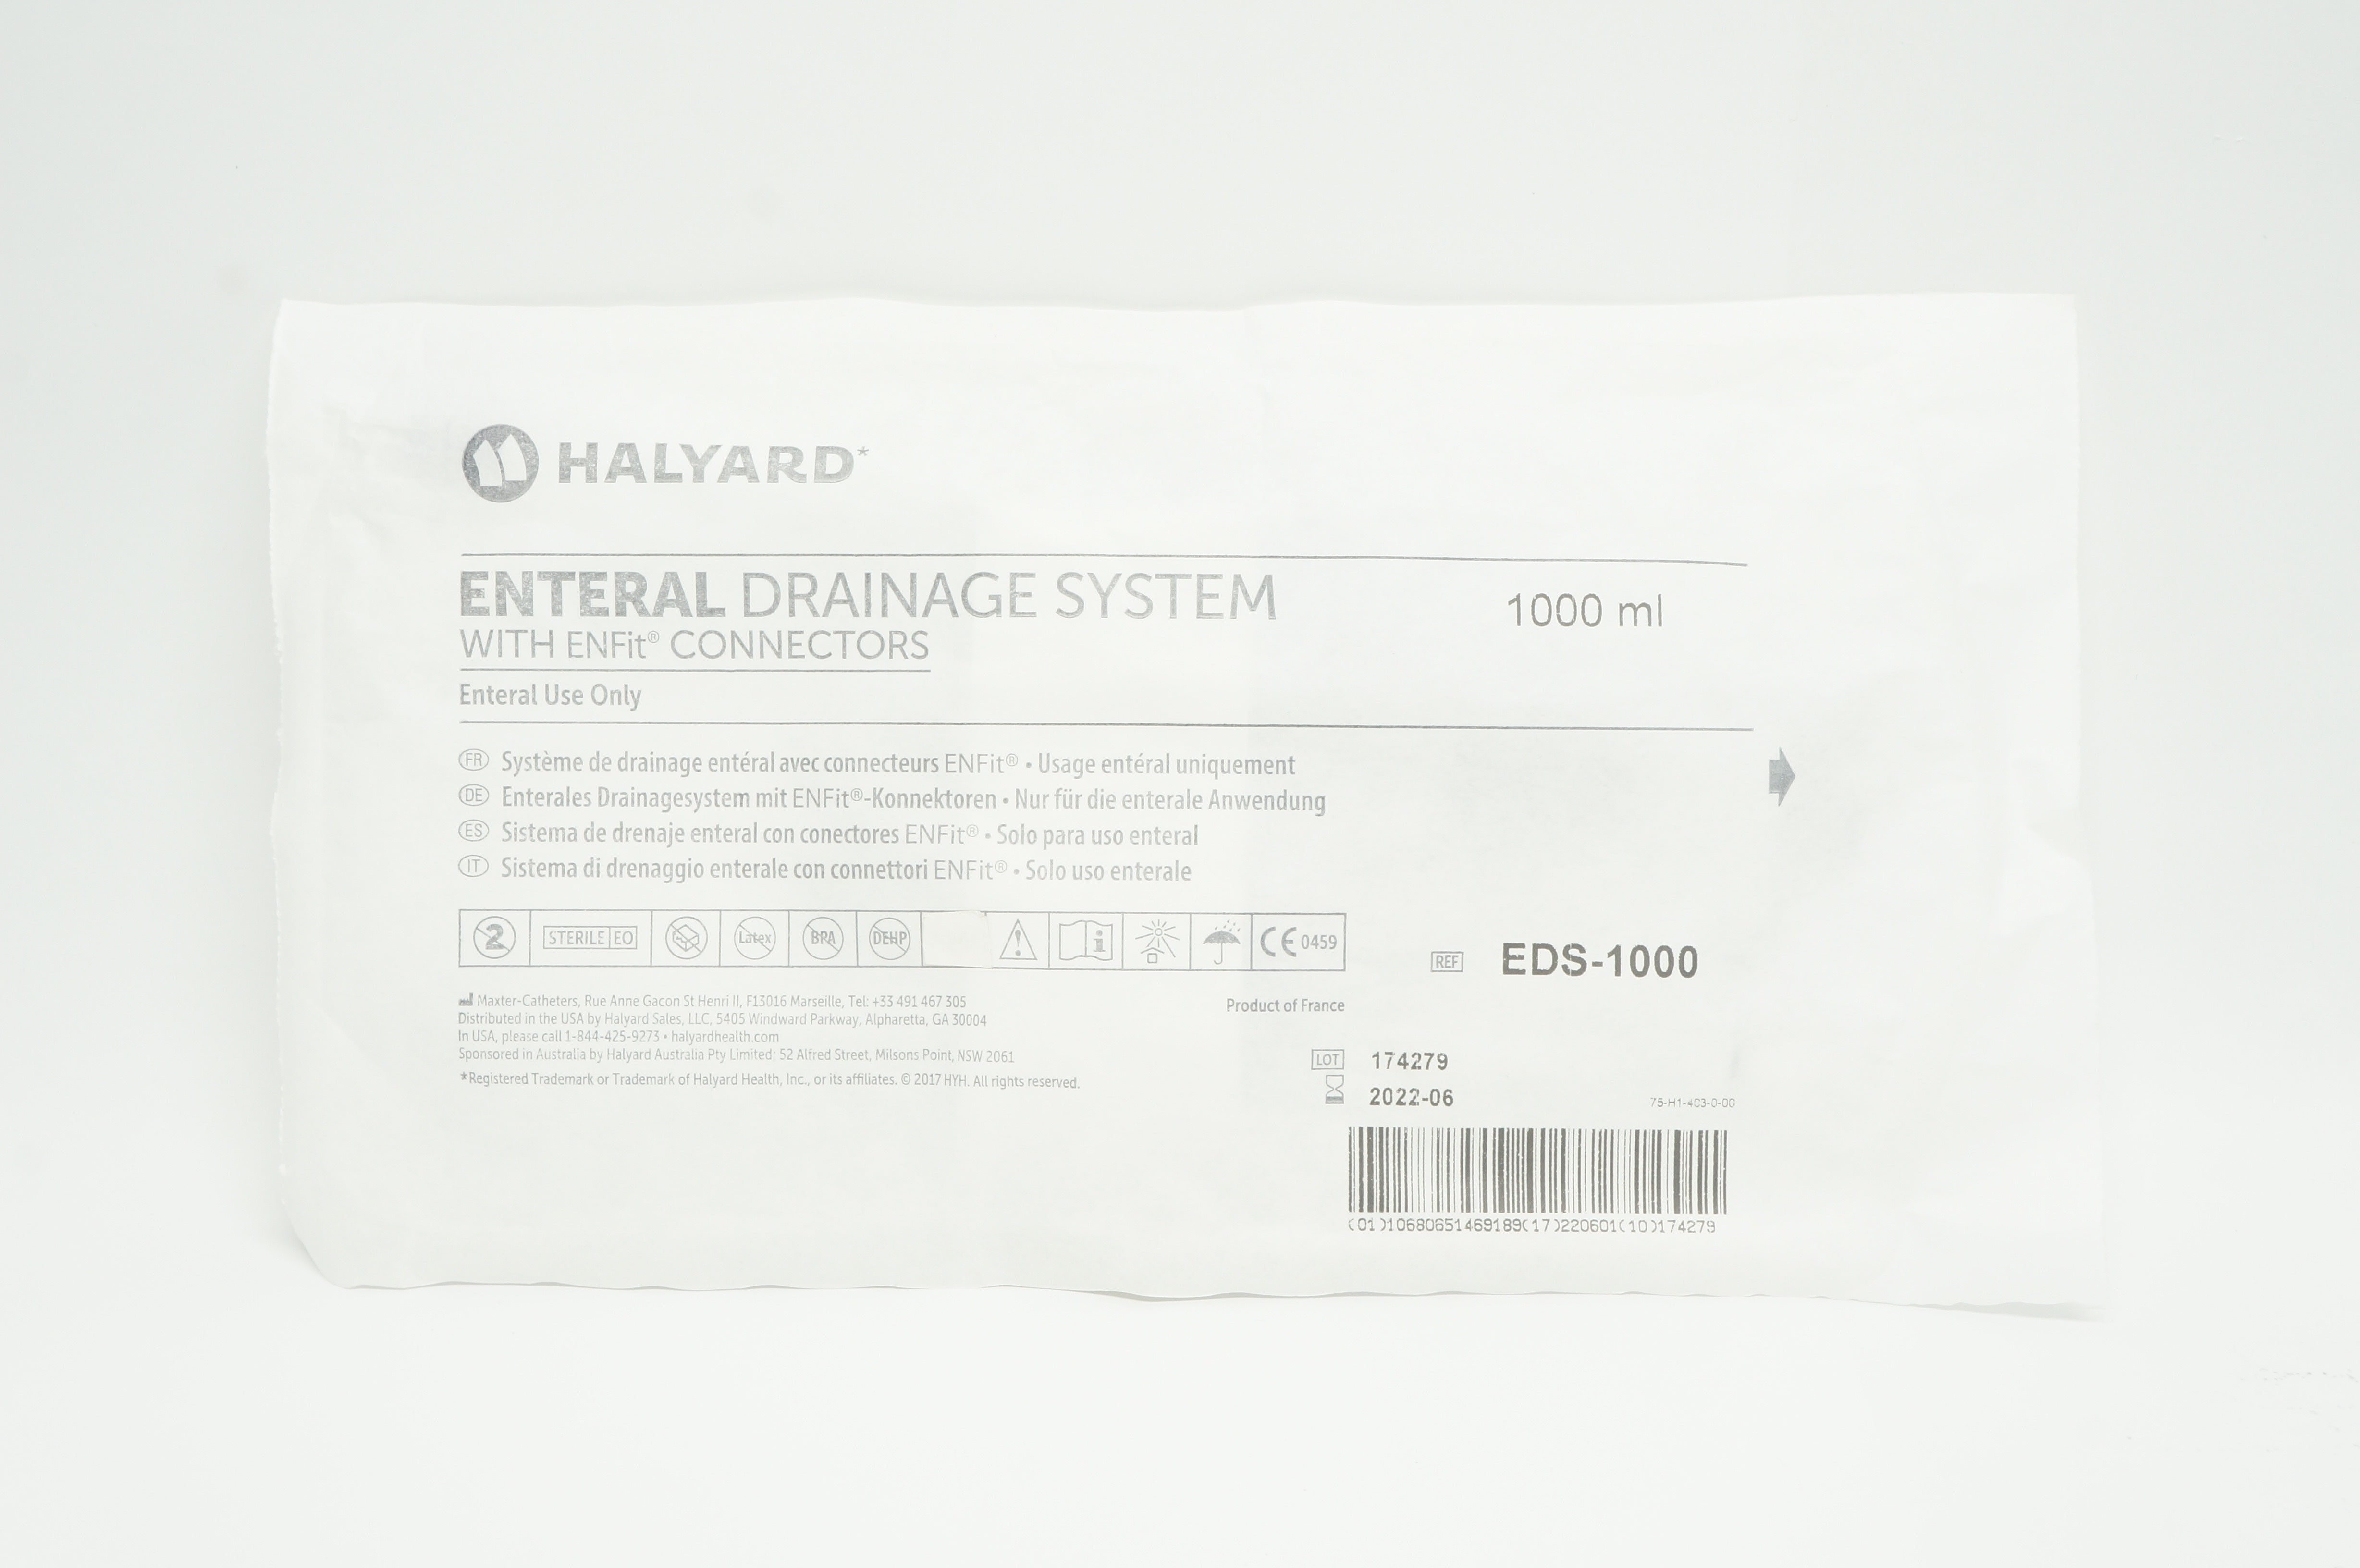 HALYARD*
ENTERAL DRAINAGE SYSTEM
1000 ml
WITH ENFit® CONNECTORS
Enteral Use Only
FR Système de drainage entéral avec connecteurs ENFit® • Usage entéral uniquement
DE Enterales Drainagesystem mit ENFit®-Konnektoren • Nur für die enterale Anwendung
ES Sistema de drenaje enteral con conectores ENFit® • Solo para uso enteral
IT Sistema di drenaggio enterale con connettori ENFit® • Solo uso enterale
2 STERILE EO Latex BPA DEHP ! i CE 0459
REF EDS-1000
Maxter-Catheters, Rue Anne Gacon St Henri II, F13016 Marseille, Tel: +33 491 467 305
Product of France
Distributed in the USA by Halyard Sales, LLC, 5405 Windward Parkway, Alpharetta, GA 30004
In USA, please call 1-844-425-9273 • halyardhealth.com
Sponsored in Australia by Halyard Australia Pty Limited; 52 Alfred Street, Milsons Point, NSW 2061
*Registered Trademark or Trademark of Halyard Health, Inc., or its affiliates. © 2017 HYH. All rights reserved.
LOT 174279
2022-06
75-H1-403-0-00
(01)10680651469189(17)220601(10)174279